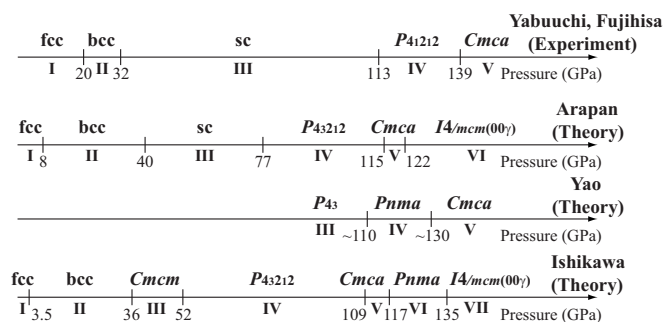 Yabuuchi, Fujihisa
fcc bcc sc P41212 Cmca (Experiment)
I II III IV V Pressure (GPa)
20 32 113 139
Arapan
fcc bcc sc P43212 Cmca I4/mcm(00γ) (Theory)
I II III IV V VI Pressure (GPa)
8 40 77 115 122
Yao
P43 Pnma Cmca (Theory)
III IV V Pressure (GPa)
~110 ~130
Ishikawa
fcc bcc Cmcm P43212 Cmca Pnma I4/mcm(00γ) (Theory)
I II III IV V VI VII Pressure (GPa)
3.5 36 52 109 117 135